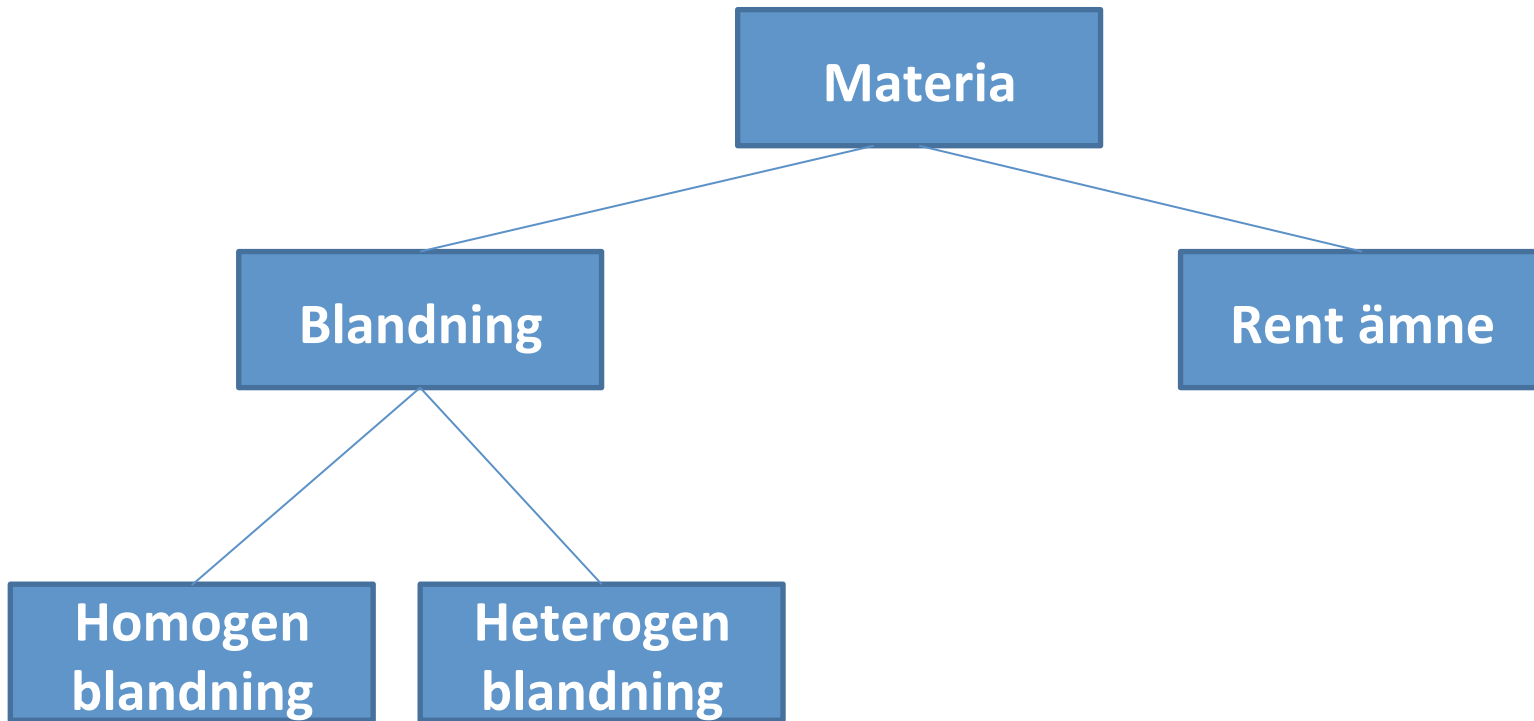 Materia
Blandning
Rent ämne
Homogen
blandning
Heterogen
blandning